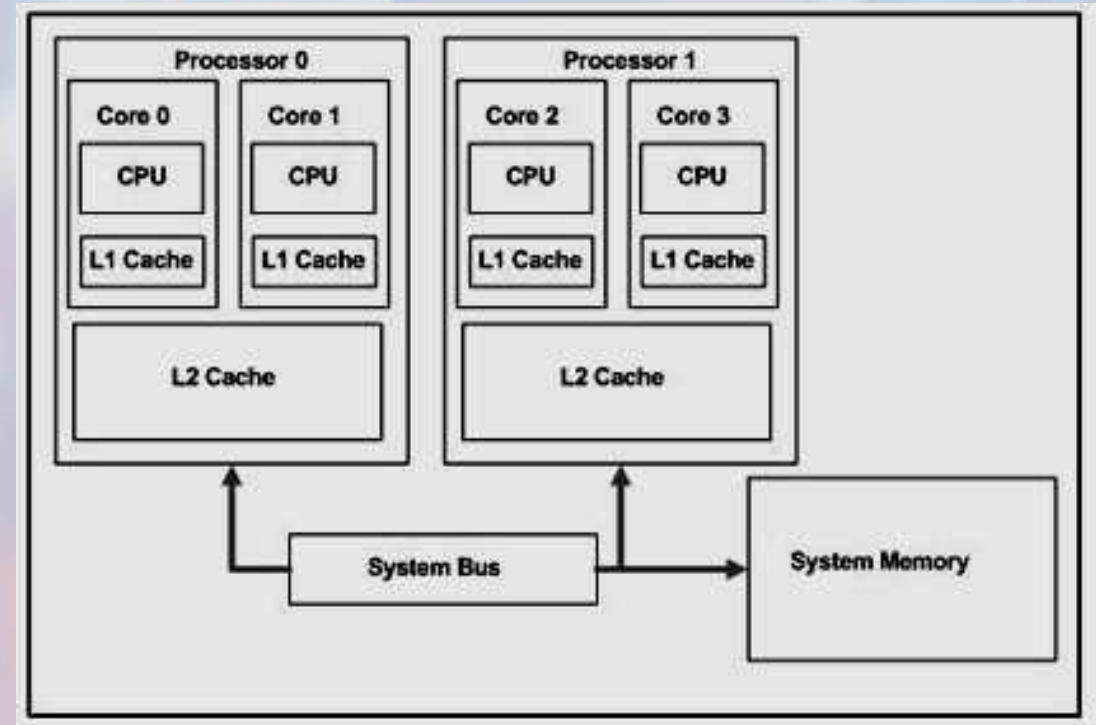 Processor 0
Core 0
CPU
L1 Cache
Core 1
CPU
L1 Cache
L2 Cache
Processor 1
Core 2
CPU
L1 Cache
Core 3
CPU
L1 Cache
L2 Cache
System Bus
System Memory